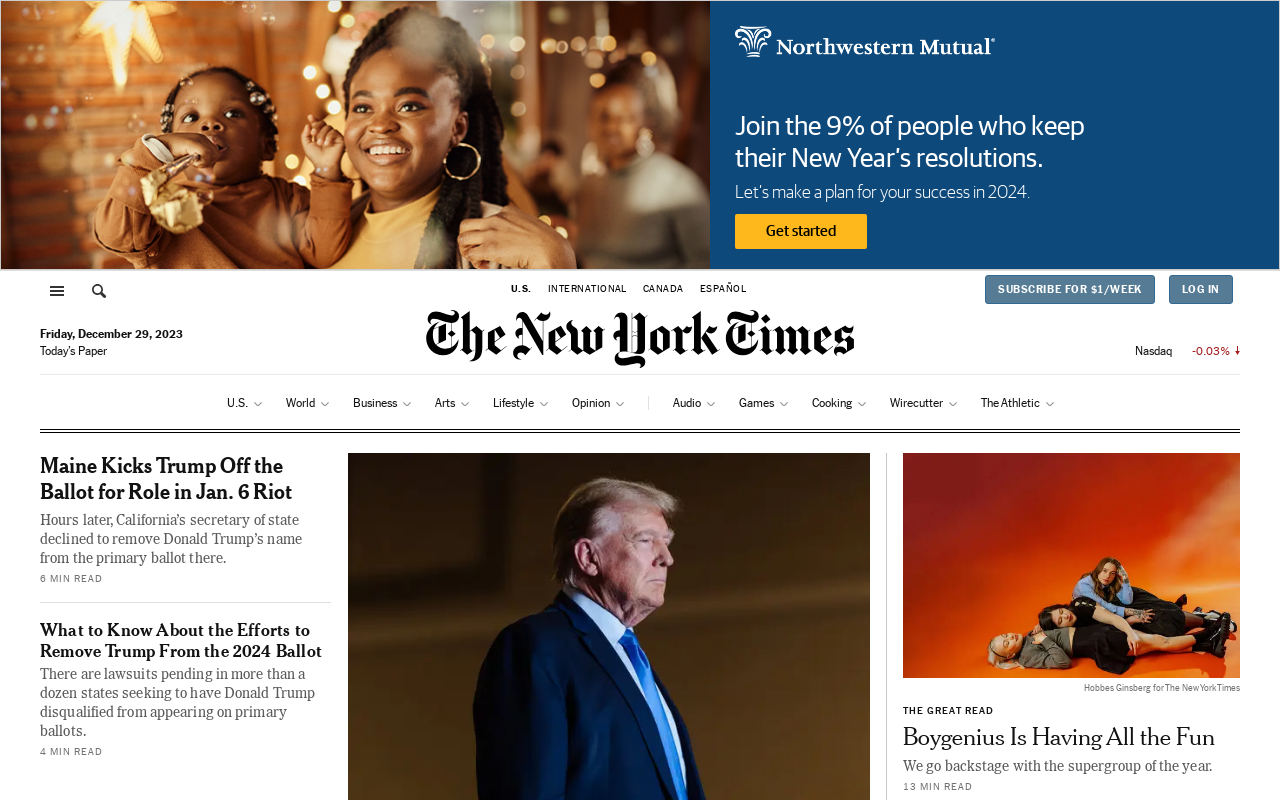 Northwestern Mutual®
Join the 9% of people who keep
their New Year's resolutions.
Let's make a plan for your success in 2024.
Get started
U.S. INTERNATIONAL CANADA ESPAÑOL
SUBSCRIBE FOR $1/WEEK LOG IN
Friday, December 29, 2023
Today's Paper
The New York Times
Nasdaq -0.03% ↓
U.S. World Business Arts Lifestyle Opinion Audio Games Cooking Wirecutter The Athletic
Maine Kicks Trump Off the
Ballot for Role in Jan. 6 Riot
Hours later, California’s secretary of state
declined to remove Donald Trump’s name
from the primary ballot there.
6 MIN READ
What to Know About the Efforts to
Remove Trump From the 2024 Ballot
There are lawsuits pending in more than a
dozen states seeking to have Donald Trump
disqualified from appearing on primary
ballots.
4 MIN READ
Hobbes Ginsberg for The New York Times
THE GREAT READ
Boygenius Is Having All the Fun
We go backstage with the supergroup of the year.
13 MIN READ